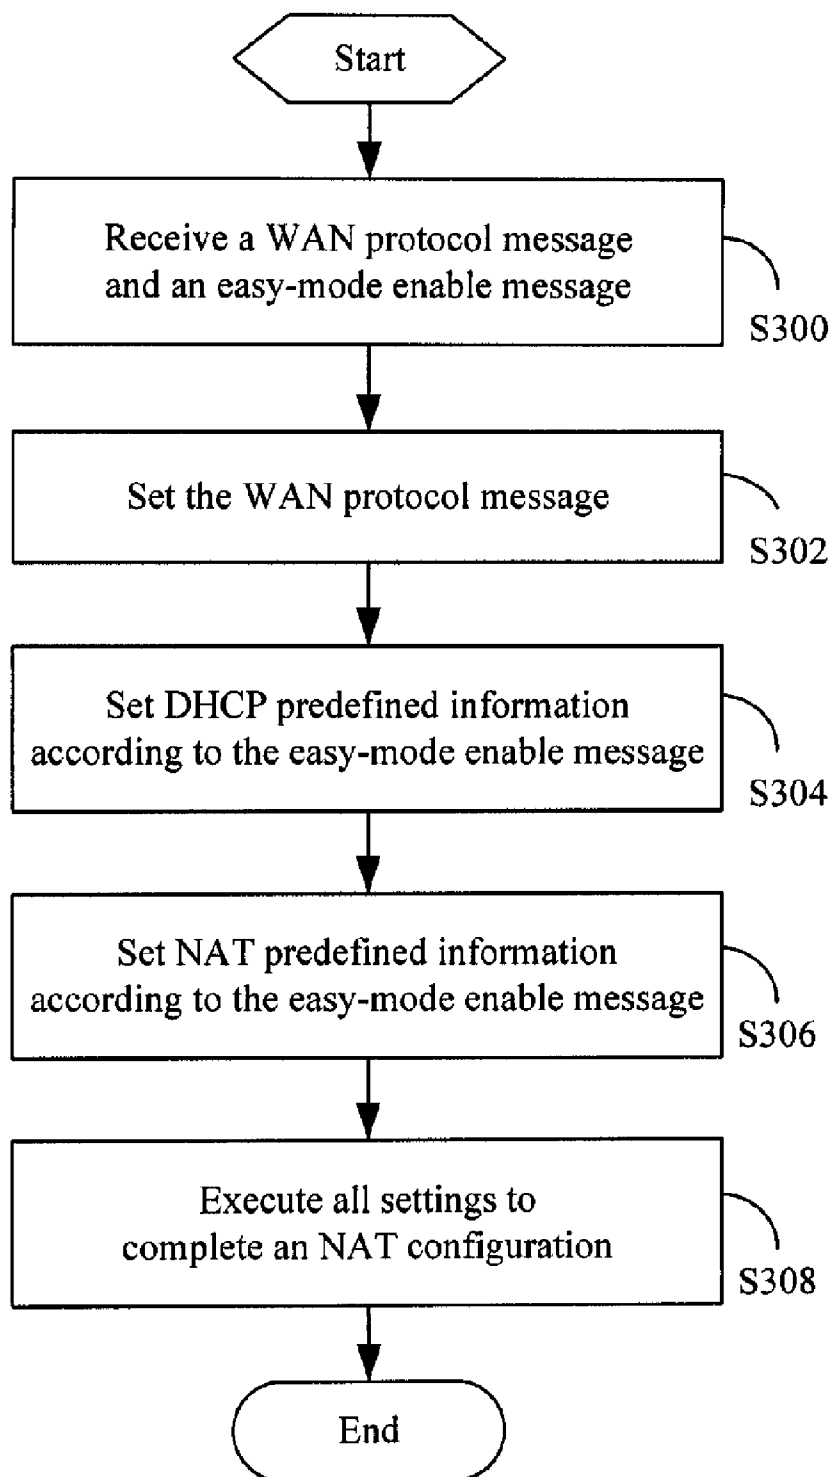 Start
Receive a WAN protocol message
and an easy-mode enable message
S300
Set the WAN protocol message
S302
Set DHCP predefined information
according to the easy-mode enable message
S304
Set NAT predefined information
according to the easy-mode enable message
S306
Execute all settings to
complete an NAT configuration
S308
End